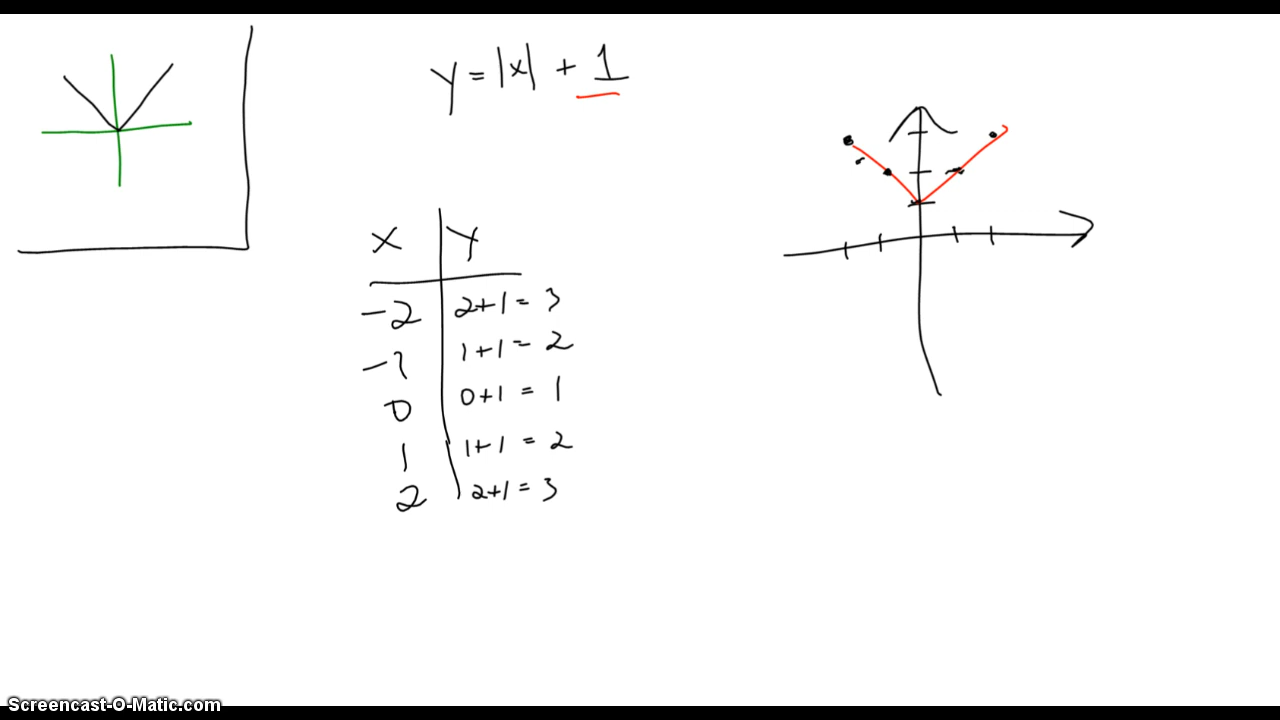 y = |x| + 1
X Y
-2 2+1 = 3
-1 1+1 = 2
0 0+1 = 1
1 1+1 = 2
2 2+1 = 3
Screencast-O-Matic.com